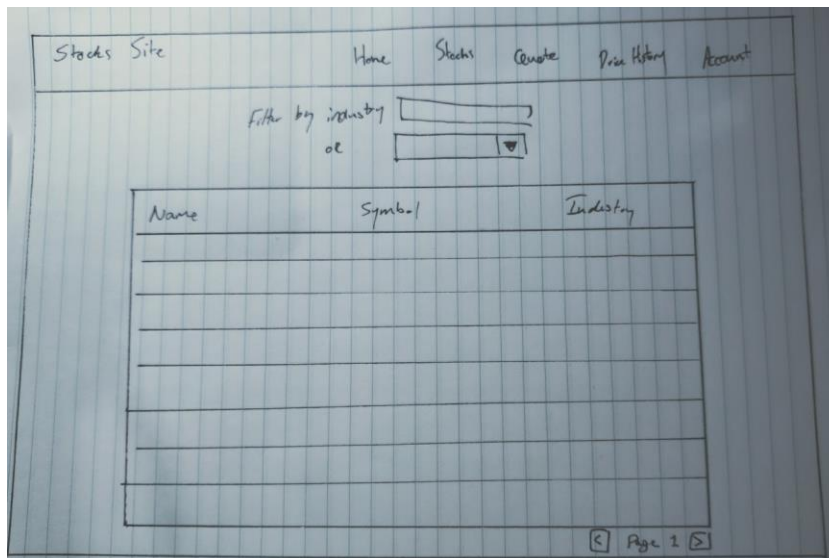 Stocks Site Home Stocks Quote Price History Account
Filter by industry
or
Name Symbol Industry
< Page 1 >